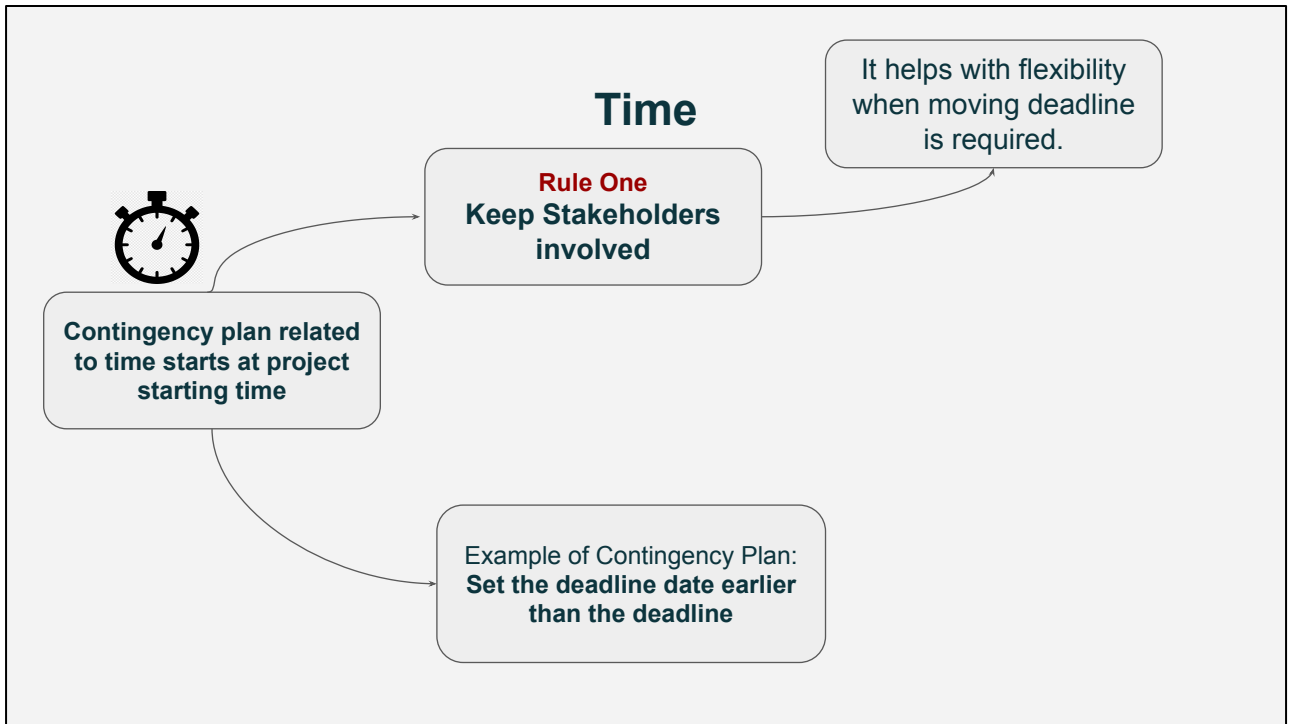 Time
It helps with flexibility
when moving deadline
is required.
Rule One
Keep Stakeholders
involved
Contingency plan related
to time starts at project
starting time
Example of Contingency Plan:
Set the deadline date earlier
than the deadline